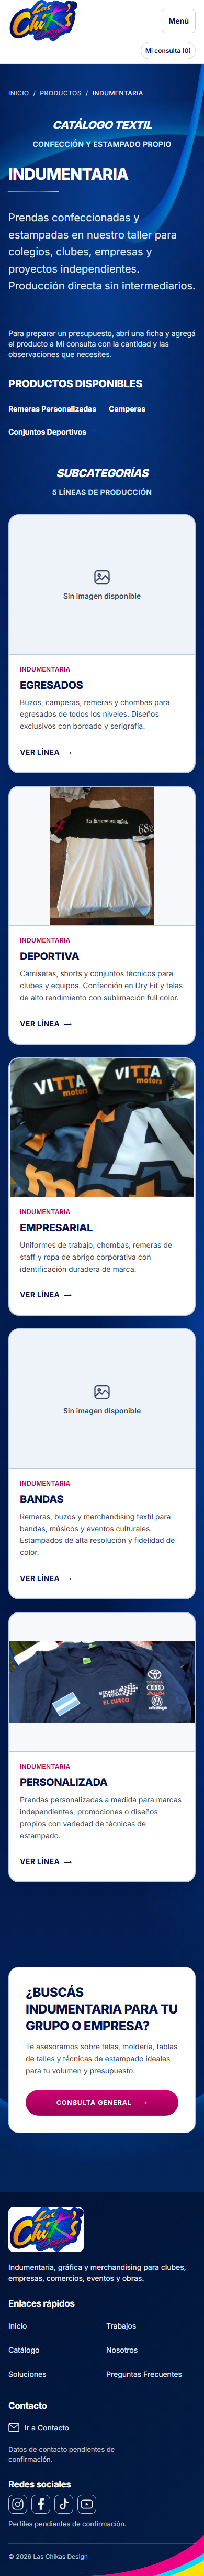 Las Chikas Design
Menú
Mi consulta (0)
INICIO / PRODUCTOS / INDUMENTARIA
CATÁLOGO TEXTIL
CONFECCIÓN Y ESTAMPADO PROPIO
INDUMENTARIA
Prendas confeccionadas y
estampadas en nuestro taller para
colegios, clubes, empresas y
proyectos independientes.
Producción directa sin intermediarios.
Para preparar un presupuesto, abrí una ficha y agregá
el producto a Mi consulta con la cantidad y las
observaciones que necesites.
PRODUCTOS DISPONIBLES
Remeras Personalizadas Camperas
Conjuntos Deportivos
SUBCATEGORÍAS
5 LÍNEAS DE PRODUCCIÓN
Sin imagen disponible
INDUMENTARIA
EGRESADOS
Buzos, camperas, remeras y chombas para
egresados de todos los niveles. Diseños
exclusivos con bordado y serigrafía.
VER LÍNEA →
INDUMENTARIA
DEPORTIVA
Camisetas, shorts y conjuntos técnicos para
clubes y equipos. Confección en Dry Fit y telas
de alto rendimiento con sublimación full color.
VER LÍNEA →
VITTA
motors
VITTA
motors
INDUMENTARIA
EMPRESARIAL
Uniformes de trabajo, chombas, remeras de
staff y ropa de abrigo corporativa con
identificación duradera de marca.
VER LÍNEA →
Sin imagen disponible
INDUMENTARIA
BANDAS
Remeras, buzos y merchandising textil para
bandas, músicos y eventos culturales.
Estampados de alta resolución y fidelidad de
color.
VER LÍNEA →
MECANICA
INTEGRAL
EL CURCO
TOYOTA
INDUMENTARIA
PERSONALIZADA
Prendas personalizadas a medida para marcas
independientes, promociones o diseños
propios con variedad de técnicas de
estampado.
VER LÍNEA →
¿BUSCÁS
INDUMENTARIA PARA TU
GRUPO O EMPRESA?
Te asesoramos sobre telas, moldería, tablas
de talles y técnicas de estampado ideales
para tu volumen y presupuesto.
CONSULTA GENERAL →
Las Chikas Design
Indumentaria, gráfica y merchandising para clubes,
empresas, comercios, eventos y obras.
Enlaces rápidos
Inicio Trabajos
Catálogo Nosotros
Soluciones Preguntas Frecuentes
Contacto
Ir a Contacto
Datos de contacto pendientes de
confirmación.
Redes sociales
Perfiles pendientes de confirmación.
© 2026 Las Chikas Design